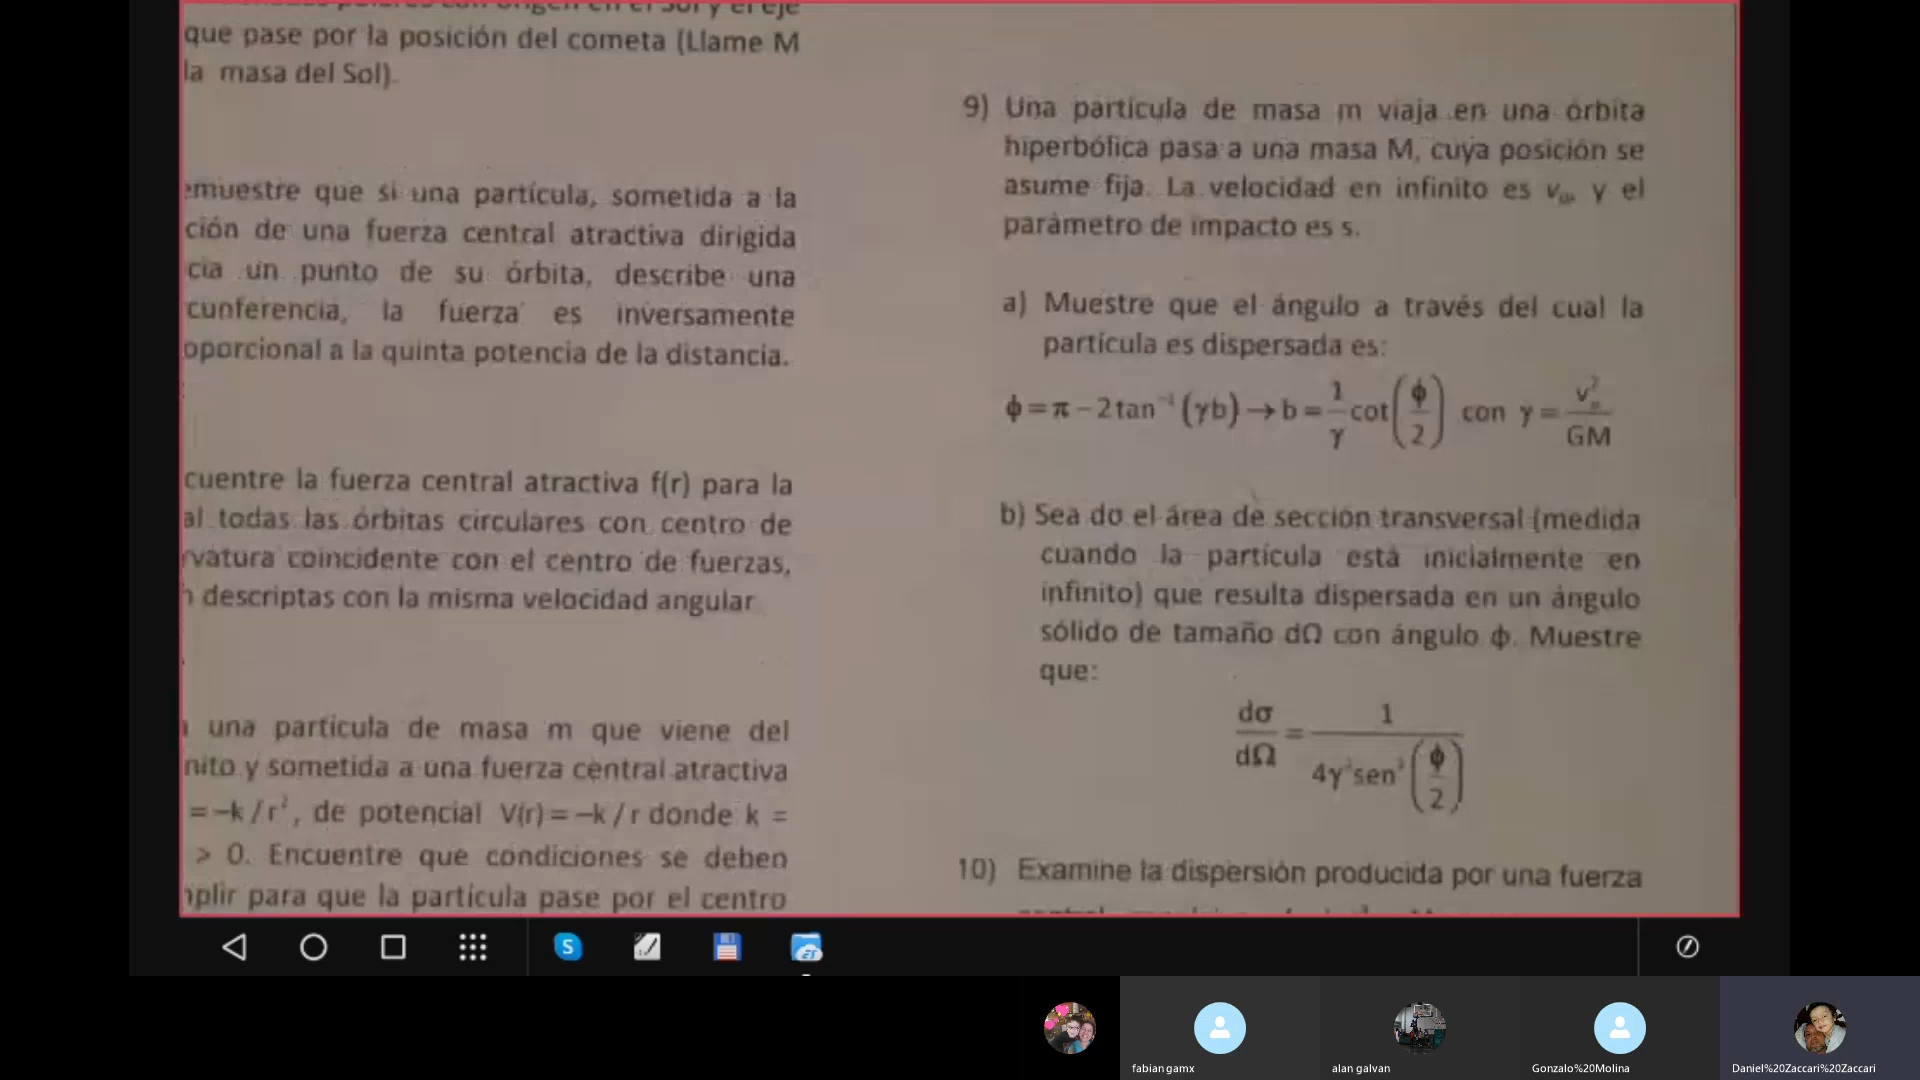 que pase por la posición del cometa (Llame M
la masa del Sol).
emuestre que si una partícula, sometida a la
ción de una fuerza central atractiva dirigida
cia un punto de su órbita, describe una
cunferencia, la fuerza es inversamente
oporcional a la quinta potencia de la distancia.
cuentre la fuerza central atractiva f(r) para la
al todas las órbitas circulares con centro de
rvatura coincidente con el centro de fuerzas,
n descriptas con la misma velocidad angular
una partícula de masa m que viene del
nito y sometida a una fuerza central atractiva
=-k/r², de potencial V(r)=-k/r donde k =
> 0. Encuentre que condiciones se deben
mplir para que la partícula pase por el centro
9) Una partícula de masa m viaja en una órbita
hiperbólica pasa a una masa M, cuya posición se
asume fija. La velocidad en infinito es v∞ y el
parámetro de impacto es s.
a) Muestre que el ángulo a través del cual la
partícula es dispersada es:
ϕ = π - 2 tan⁻¹ (γb) → b = 1/γ cot(ϕ/2) con γ = v∞²/GM
b) Sea dσ el área de sección transversal (medida
cuando la partícula está inicialmente en
infinito) que resulta dispersada en un ángulo
sólido de tamaño dΩ con ángulo ϕ. Muestre
que:
dσ/dΩ = 1/4γ²sen (ϕ/2)
10) Examine la dispersión producida por una fuerza
S
ET
fabian gamx
alan galvan
Gonzalo%20Molina
Daniel%20Zaccari%20Zaccari